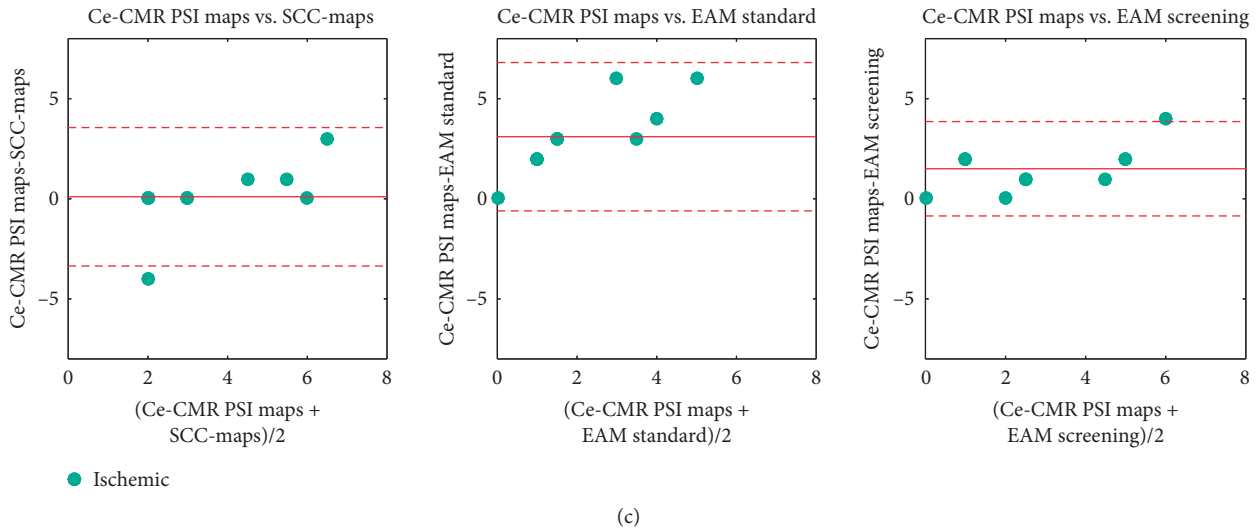 Ce-CMR PSI maps vs. SCC-maps
Ce-CMR PSI maps-SCC-maps
5
0
−5
0 2 4 6 8
(Ce-CMR PSI maps +
SCC-maps)/2
Ce-CMR PSI maps vs. EAM standard
Ce-CMR PSI maps-EAM standard
5
0
−5
0 2 4 6 8
(Ce-CMR PSI maps +
EAM standard)/2
Ce-CMR PSI maps vs. EAM screening
Ce-CMR PSI maps-EAM screening
5
0
−5
0 2 4 6 8
(Ce-CMR PSI maps +
EAM screening)/2
Ischemic
(c)